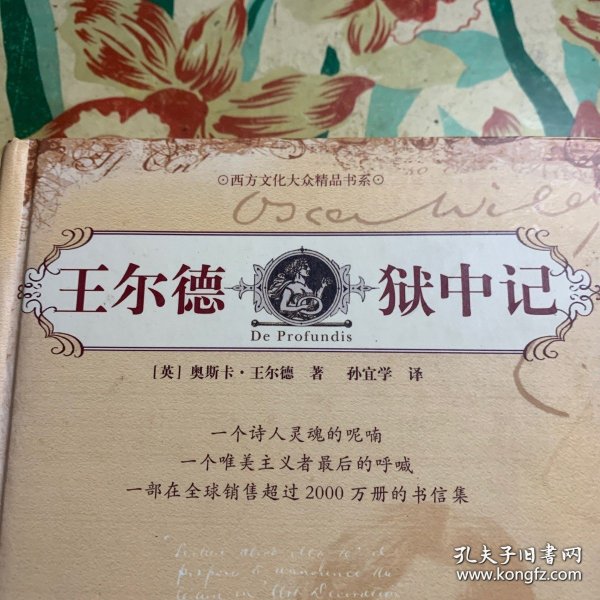 ⊙西方文化大众精品书系⊙
Oscar Wild
王尔德 狱中记
De Profundis
[英] 奥斯卡·王尔德 著 孙宜学 译
一个诗人灵魂的呢喃
一个唯美主义者最后的呼喊
一部在全球销售超过2000万册的书信集
孔夫子旧书网
www.kongfz.com